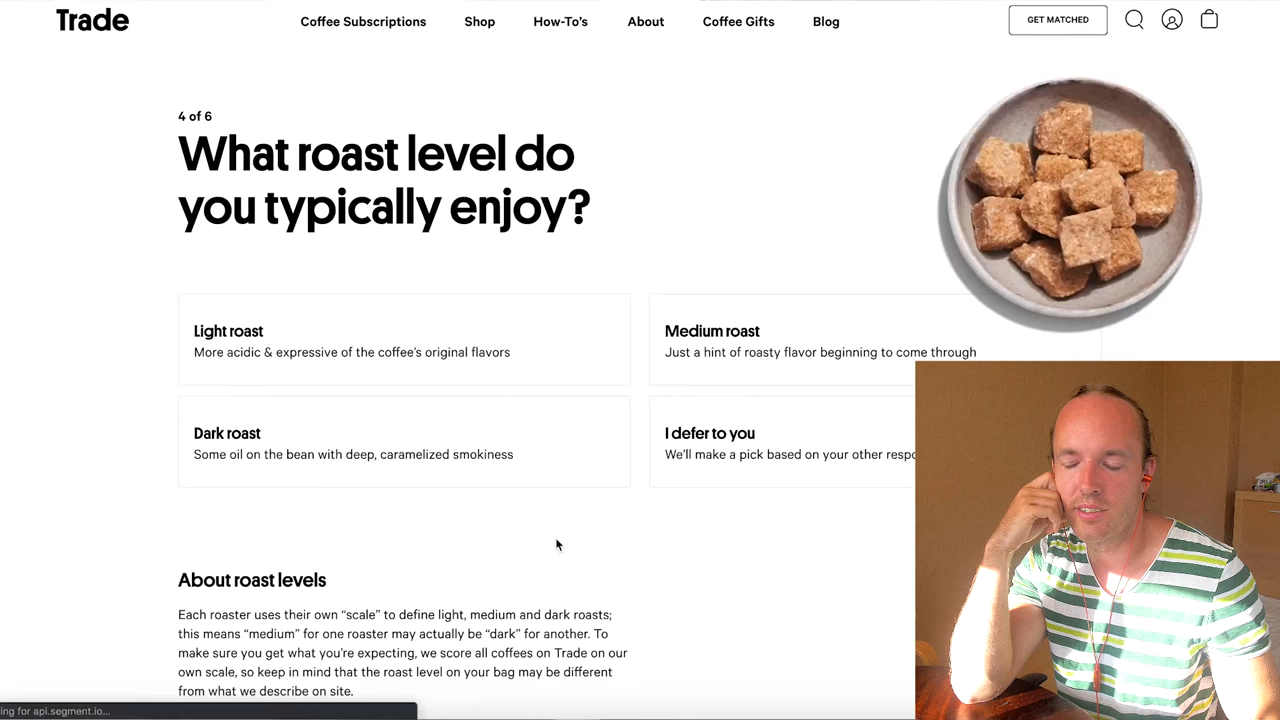 Trade
Coffee Subscriptions
Shop
How-To's
About
Coffee Gifts
Blog
GET MATCHED
4 of 6
What roast level do
you typically enjoy?
Light roast
More acidic & expressive of the coffee's original flavors
Medium roast
Just a hint of roasty flavor beginning to come through
Dark roast
Some oil on the bean with deep, caramelized smokiness
I defer to you
We'll make a pick based on your other
About roast levels
Each roaster uses their own “scale” to define light, medium and dark roasts;
this means “medium” for one roaster may actually be “dark” for another. To
make sure you get what you're expecting, we score all coffees on Trade on our
own scale, so keep in mind that the roast level on your bag may be different
from what we describe on site.
for api.segment.io...